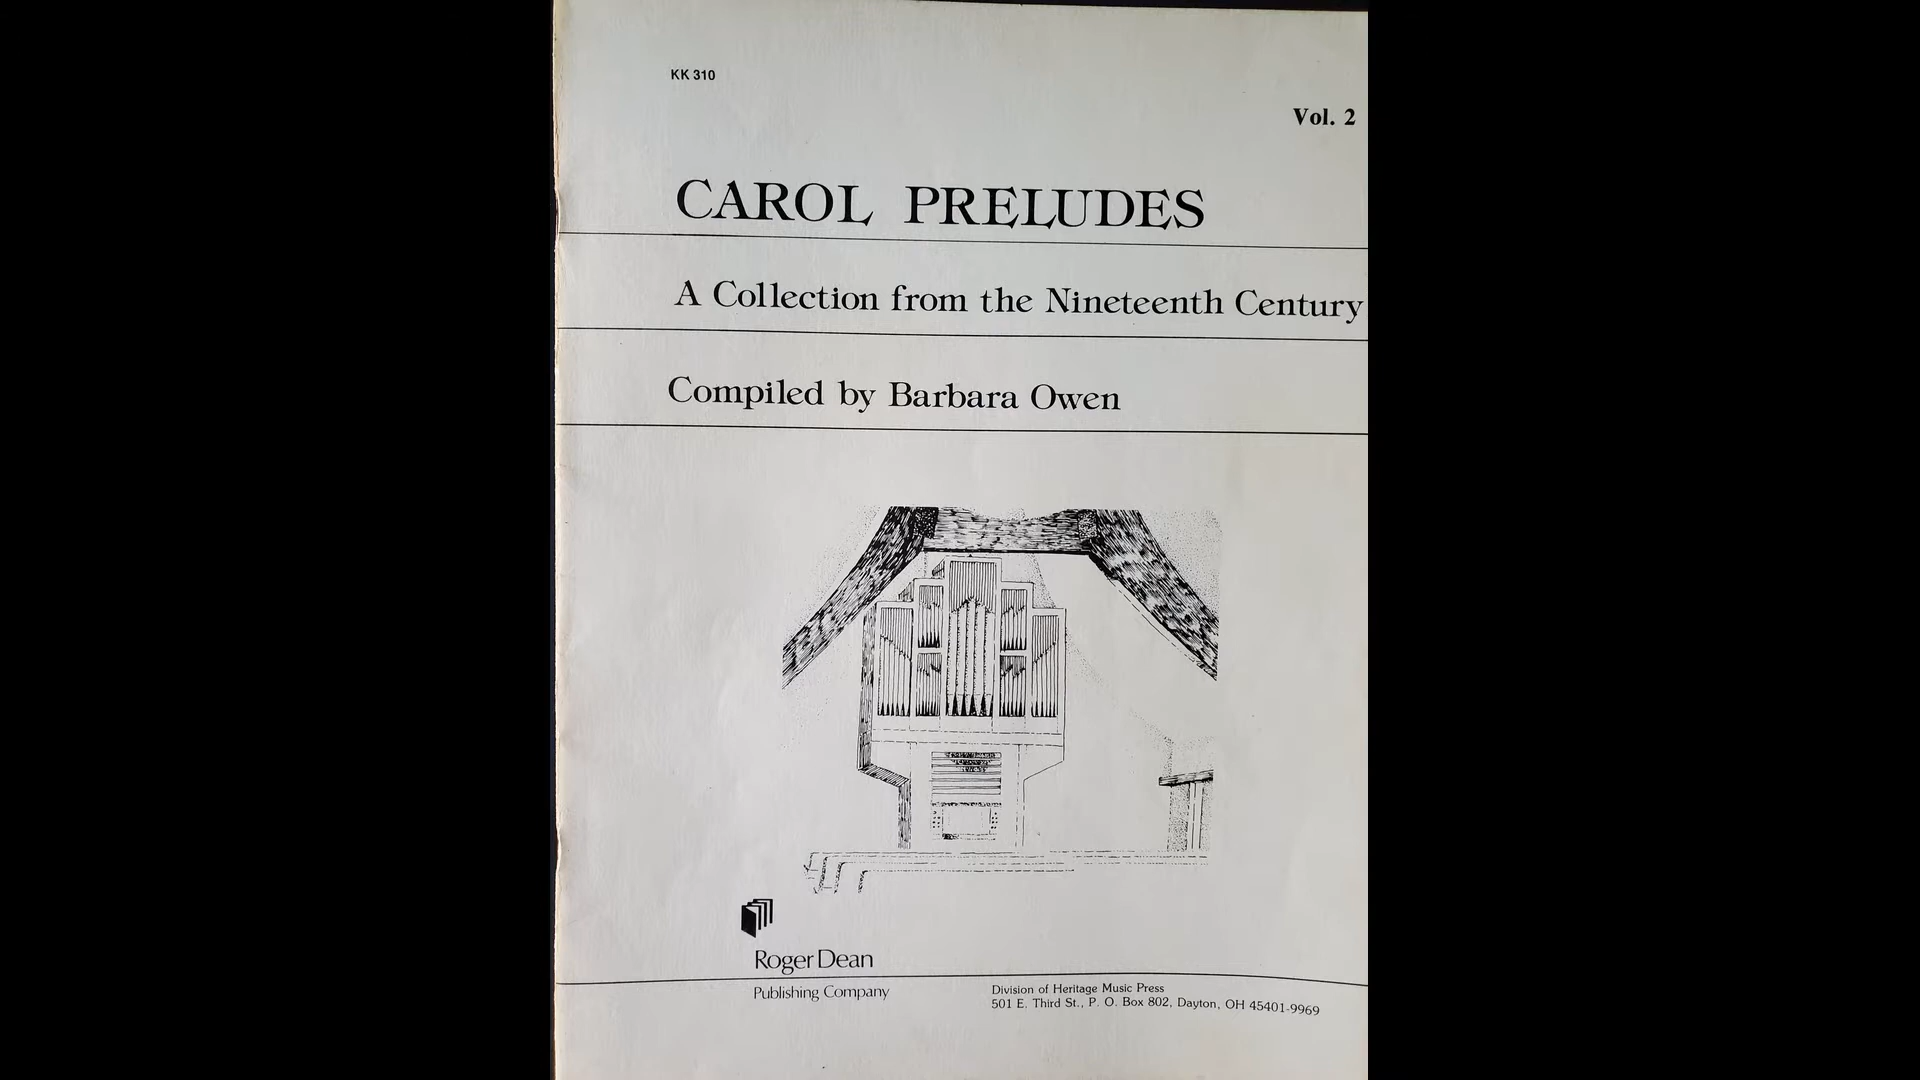 KK 310
Vol. 2
CAROL PRELUDES
A Collection from the Nineteenth Century
Compiled by Barbara Owen
Roger Dean
Publishing Company
Division of Heritage Music Press
501 E. Third St., P. O. Box 802, Dayton, OH 45401-9969